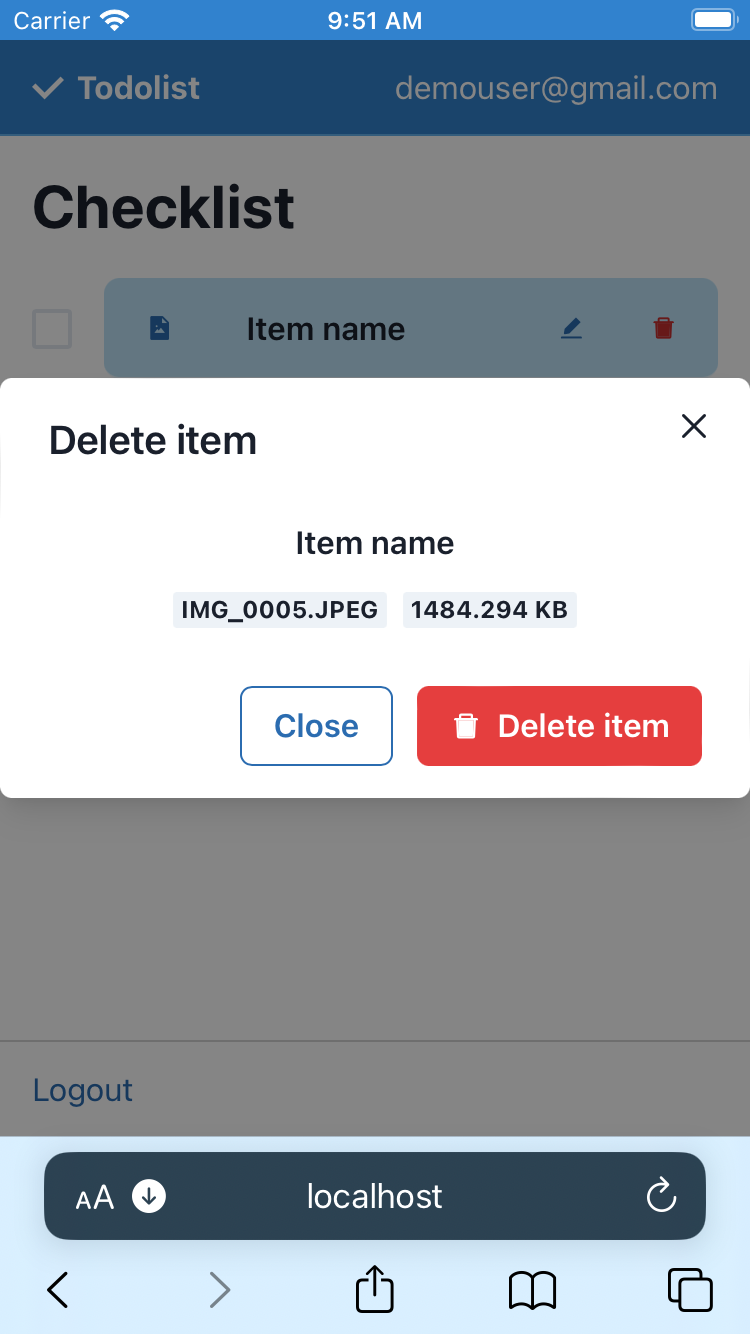 Carrier 9:51 AM
Todolist demouser@gmail.com
Checklist
Item name
Delete item
Item name
IMG_0005.JPEG 1484.294 KB
Close Delete item
Logout
AA localhost